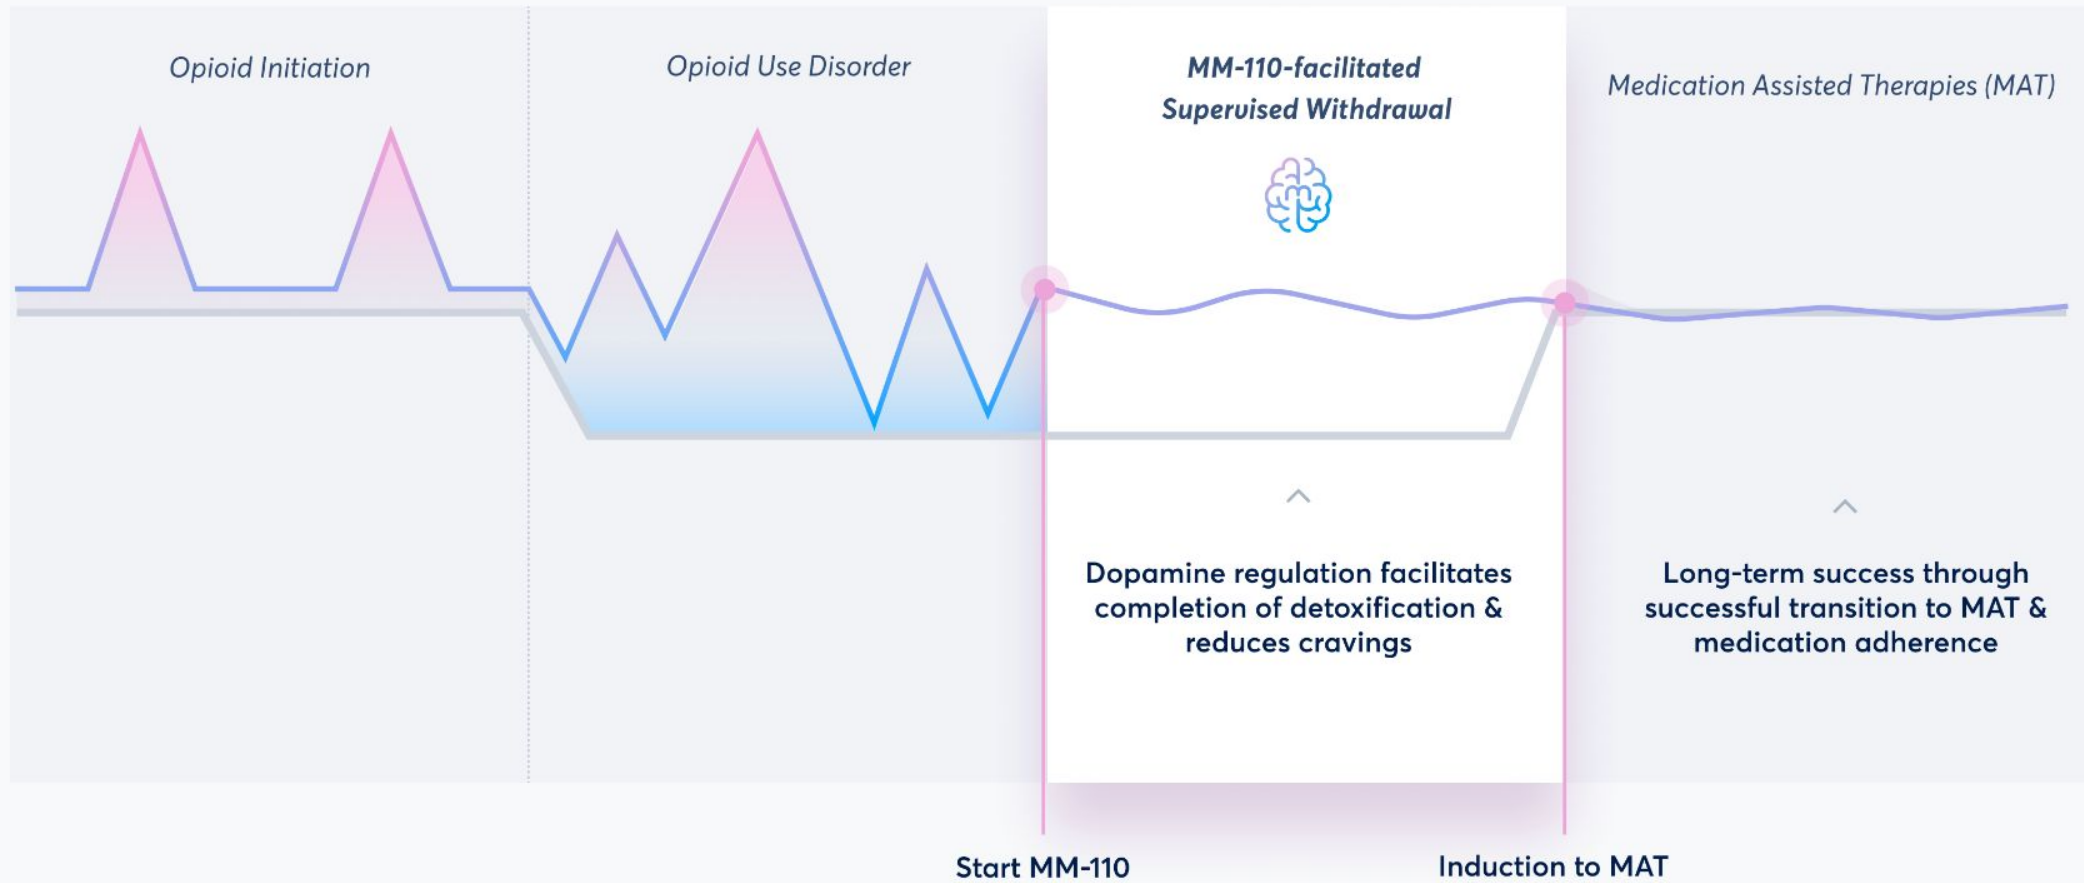 Opioid Initiation
Opioid Use Disorder
MM-110-facilitated
Supervised Withdrawal
Medication Assisted Therapies (MAT)
Dopamine regulation facilitates
completion of detoxification &
reduces cravings
Long-term success through
successful transition to MAT &
medication adherence
Start MM-110
Induction to MAT